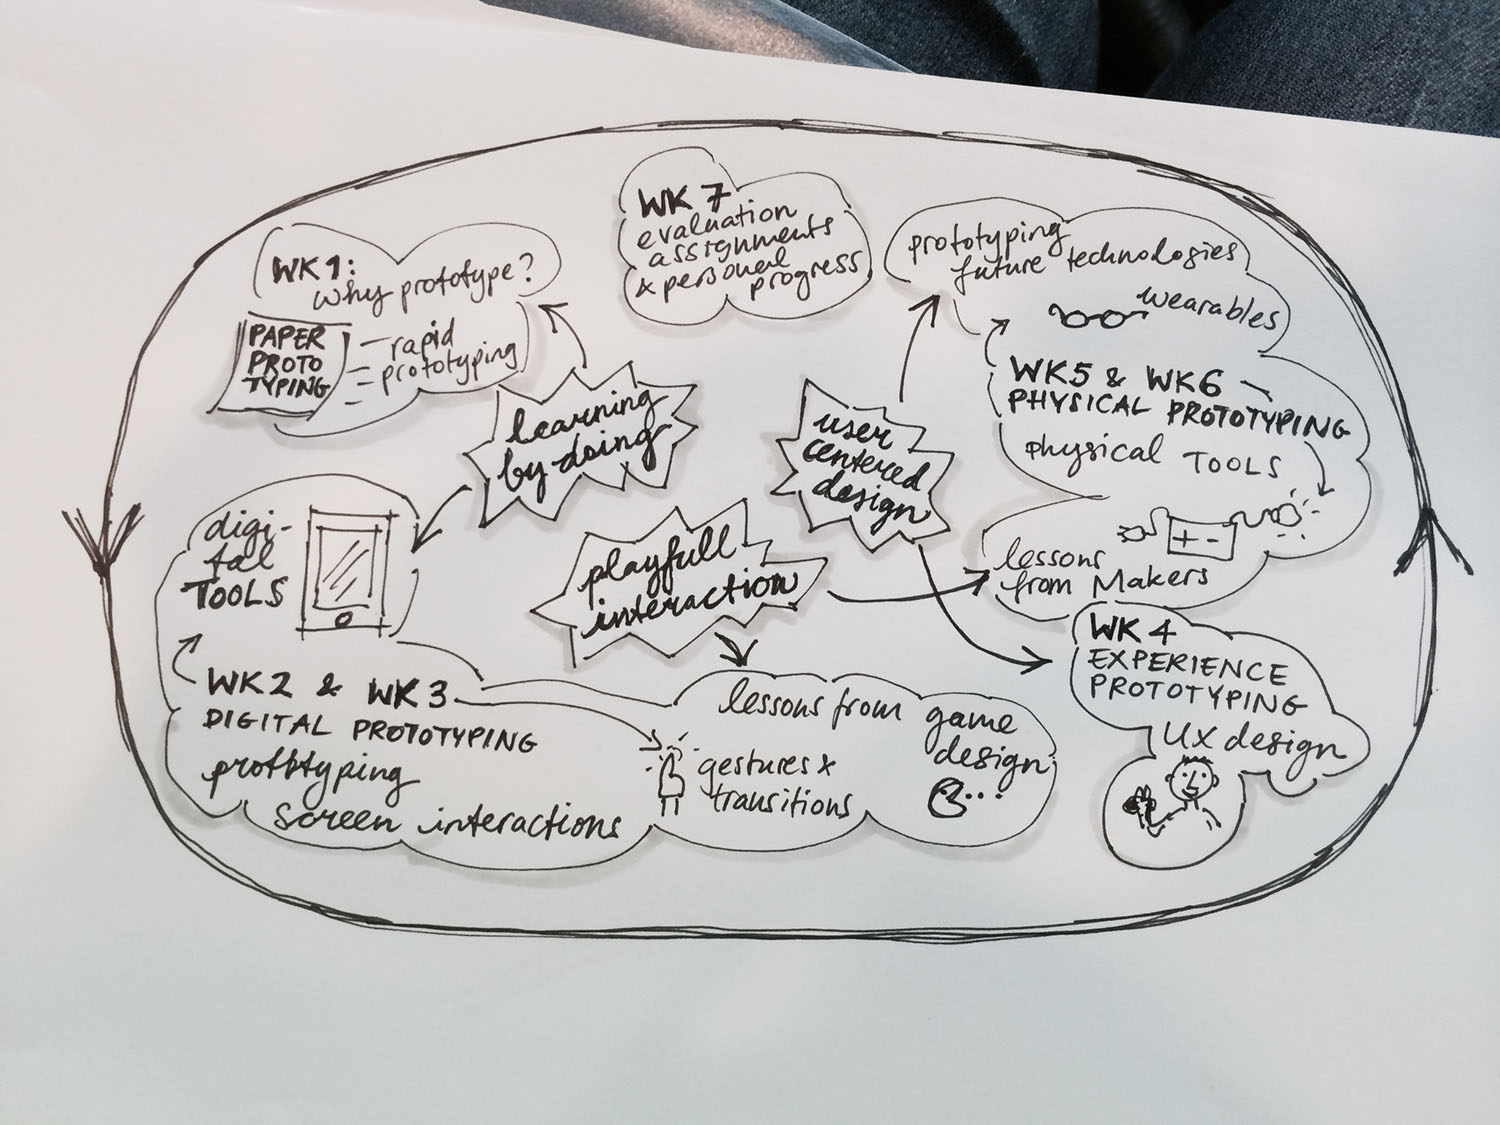 WK 1:
why prototype?
PAPER
PROTO
TYPING
– rapid
– prototyping
WK 7
evaluation
assignments
& personal
progress
prototyping
future technologies
wearables
WK5 & WK6 –
PHYSICAL PROTOTYPING
physical TOOLS
+ -
lessons
from Makers
learning
by doing
user
centered
design
playfull
interaction
digi-
tal
TOOLS
WK2 & WK3
DIGITAL PROTOTYPING
protbtyping
screen interactions
lessons from game
design
gestures &
transitions
WK 4
EXPERIENCE
PROTOTYPING
UX design